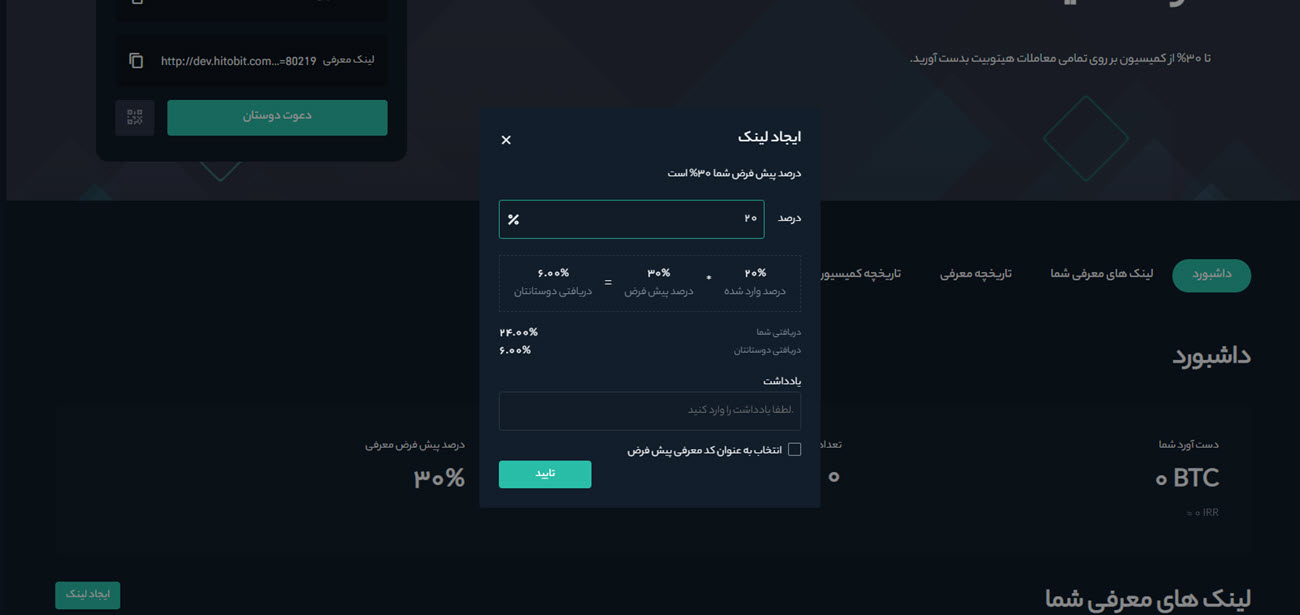 لینک معرفی http://dev.hitobit.com...=80219
دعوت دوستان
تا ۳۰% از کمیسیون بر روی تمامی معاملات هیتوبیت بدست آورید.
ایجاد لینک
درصد پیش فرض شما ۳۰% است
درصد ۲۰ %
۲۰% * ۳۰% = ۶.۰۰%
درصد وارد شده درصد پیش فرض دریافتی دوستانتان
دریافتی شما ۲۴.۰۰%
دریافتی دوستانتان ۶.۰۰%
یادداشت
لطفا یادداشت را وارد کنید.
انتخاب به عنوان کد معرفی پیش فرض
تایید
داشبورد لینک های معرفی شما تاریخچه معرفی تاریخچه کمیسیون
داشبورد
دست آورد شما
۰ BTC
≈ ۰ IRR
تعداد
۰
درصد پیش فرض معرفی
۳۰%
لینک های معرفی شما
ایجاد لینک